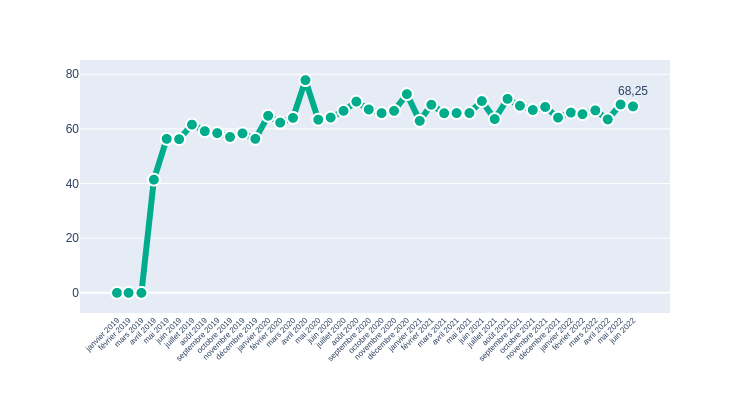 80
60
40
20
0
68,25
janvier 2019
février 2019
mars 2019
avril 2019
mai 2019
juin 2019
juillet 2019
août 2019
septembre 2019
octobre 2019
novembre 2019
décembre 2019
janvier 2020
février 2020
mars 2020
avril 2020
mai 2020
juin 2020
juillet 2020
août 2020
septembre 2020
octobre 2020
novembre 2020
décembre 2020
janvier 2021
février 2021
mars 2021
avril 2021
mai 2021
juin 2021
juillet 2021
août 2021
septembre 2021
octobre 2021
novembre 2021
décembre 2021
janvier 2022
février 2022
mars 2022
avril 2022
mai 2022
juin 2022